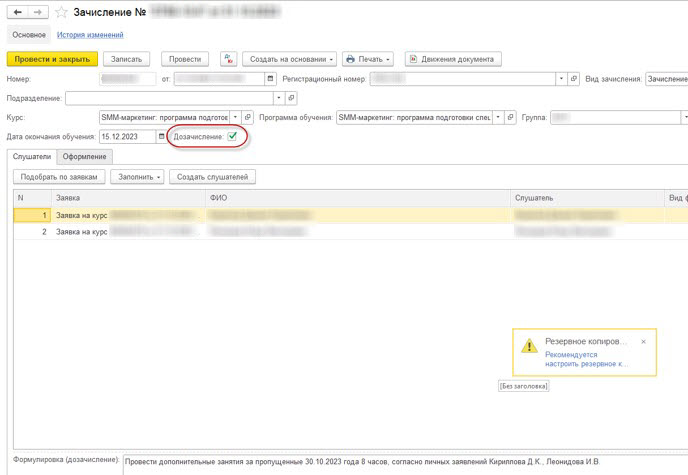 Зачисление №
Основное История изменений
Провести и закрыть Записать Провести Создать на основании Печать Движения документа
Номер: от: Регистрационный номер: Вид зачисления: Зачисление
Подразделение:
Курс: SMM-маркетинг: программа подготов Программа обучения: SMM-маркетинг: программа подготовки спец Группа:
Дата окончания обучения: 15.12.2023 Дозачисление:
Слушатели Оформление
Подобрать по заявкам Заполнить Создать слушателей
N Заявка ФИО Слушатель Вид ф
1 Заявка на курс
2 Заявка на курс
Резервное копиров...
Рекомендуется
настроить резервное к...
[Без заголовка]
Формулировка (дозачисление): Провести дополнительные занятия за пропущенные 30.10 2023 года 8 часов, согласно личных заявлений Кириллова Д.К., Леонидова И.В.